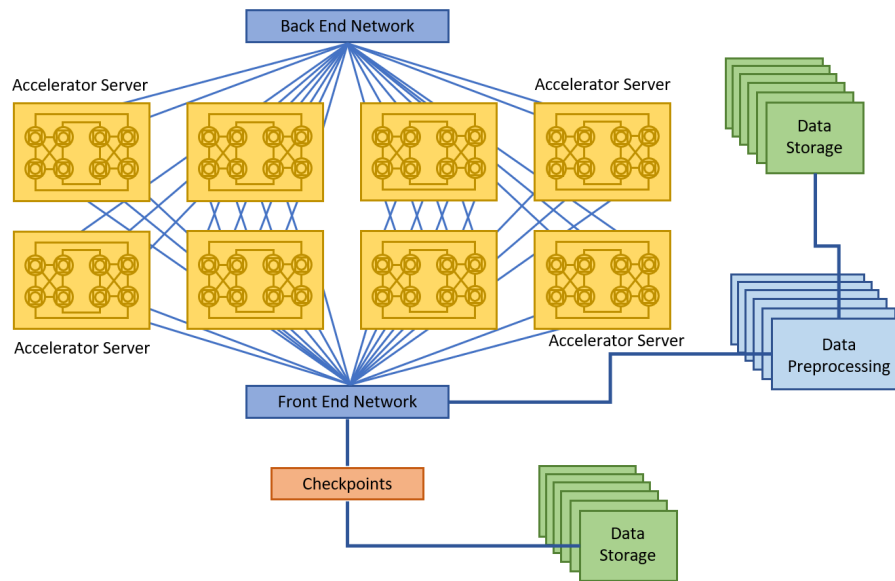 Back End Network
Accelerator Server
Accelerator Server
Data
Storage
Accelerator Server
Accelerator Server
Data
Preprocessing
Front End Network
Checkpoints
Data
Storage